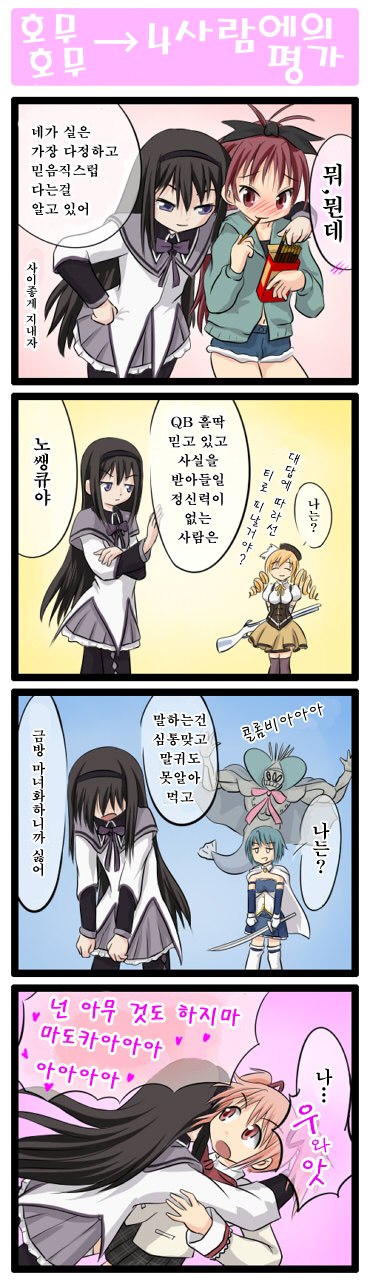 호무
호무
→4사람에의
평가
네가 실은
가장 다정하고
믿음직스럽
다는걸
알고 있어
사이좋게 지내자
뭐,뭔데
노쌩큐야
QB 홀딱
믿고 있고
사실을
받아들일
정신력이
없는
사람은
대답에 따라선
티로 피날거야?
나는?
금방 마녀화하니까 싫어
말하는건
심통맞고
말귀도
못알아
먹고
플롬비아아아
나는?
넌 아무 것도 하지마
마도카아아아
아아아아
나…
우와앗